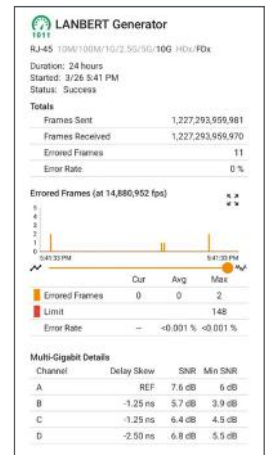 1011
LANBERT Generator
RJ-45 10M/100M/1G/2.5G/5G/10G HDx/FDx
Duration: 24 hours
Started: 3/26 5:41 PM
Status: Success
Totals
Frames Sent 1,227,293,959,981
Frames Received 1,227,293,959,970
Errored Frames 11
Error Rate 0 %
Errored Frames (at 14,880,952 fps)
5
4
3
2
1
0
5:41:33 PM 5:41:33 PM
Cur Avg Max
Errored Frames 0 0 2
Limit 148
Error Rate -- <0.001 % <0.001 %
Multi-Gigabit Details
Channel Delay Skew SNR Min SNR
A REF 7.6 dB 6 dB
B -1.25 ns 5.7 dB 3.9 dB
C -1.25 ns 6.4 dB 4.5 dB
D -2.50 ns 6.8 dB 5.5 dB